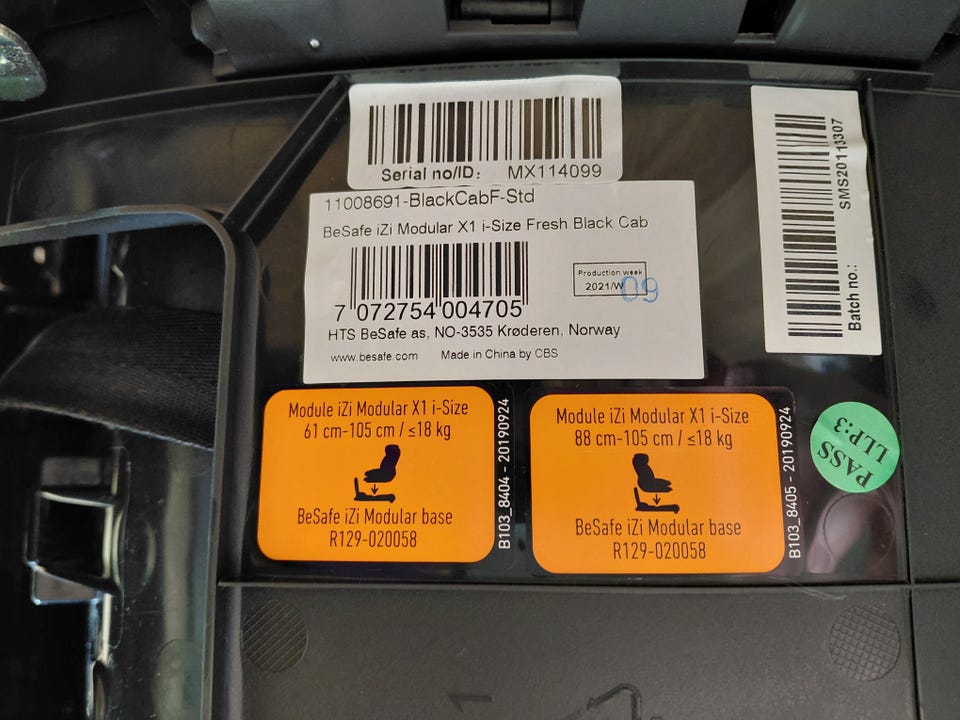 Serial no/ID: MX114099
11008691-BlackCabF-Std
BeSafe iZi Modular X1 i-Size Fresh Black Cab
Production week
2021/W 09
7 072754 004705
HTS BeSafe as, NO-3535 Krøderen, Norway
www.besafe.com Made in China by CBS
Batch no.: SMS20113307
Module iZi Modular X1 i-Size
61 cm-105 cm / ≤18 kg
BeSafe iZi Modular base
R129-020058
B103_8404 - 20190924
Module iZi Modular X1 i-Size
88 cm-105 cm / ≤18 kg
BeSafe iZi Modular base
R129-020058
B103_8405 - 20190924
PASS
LLP:3